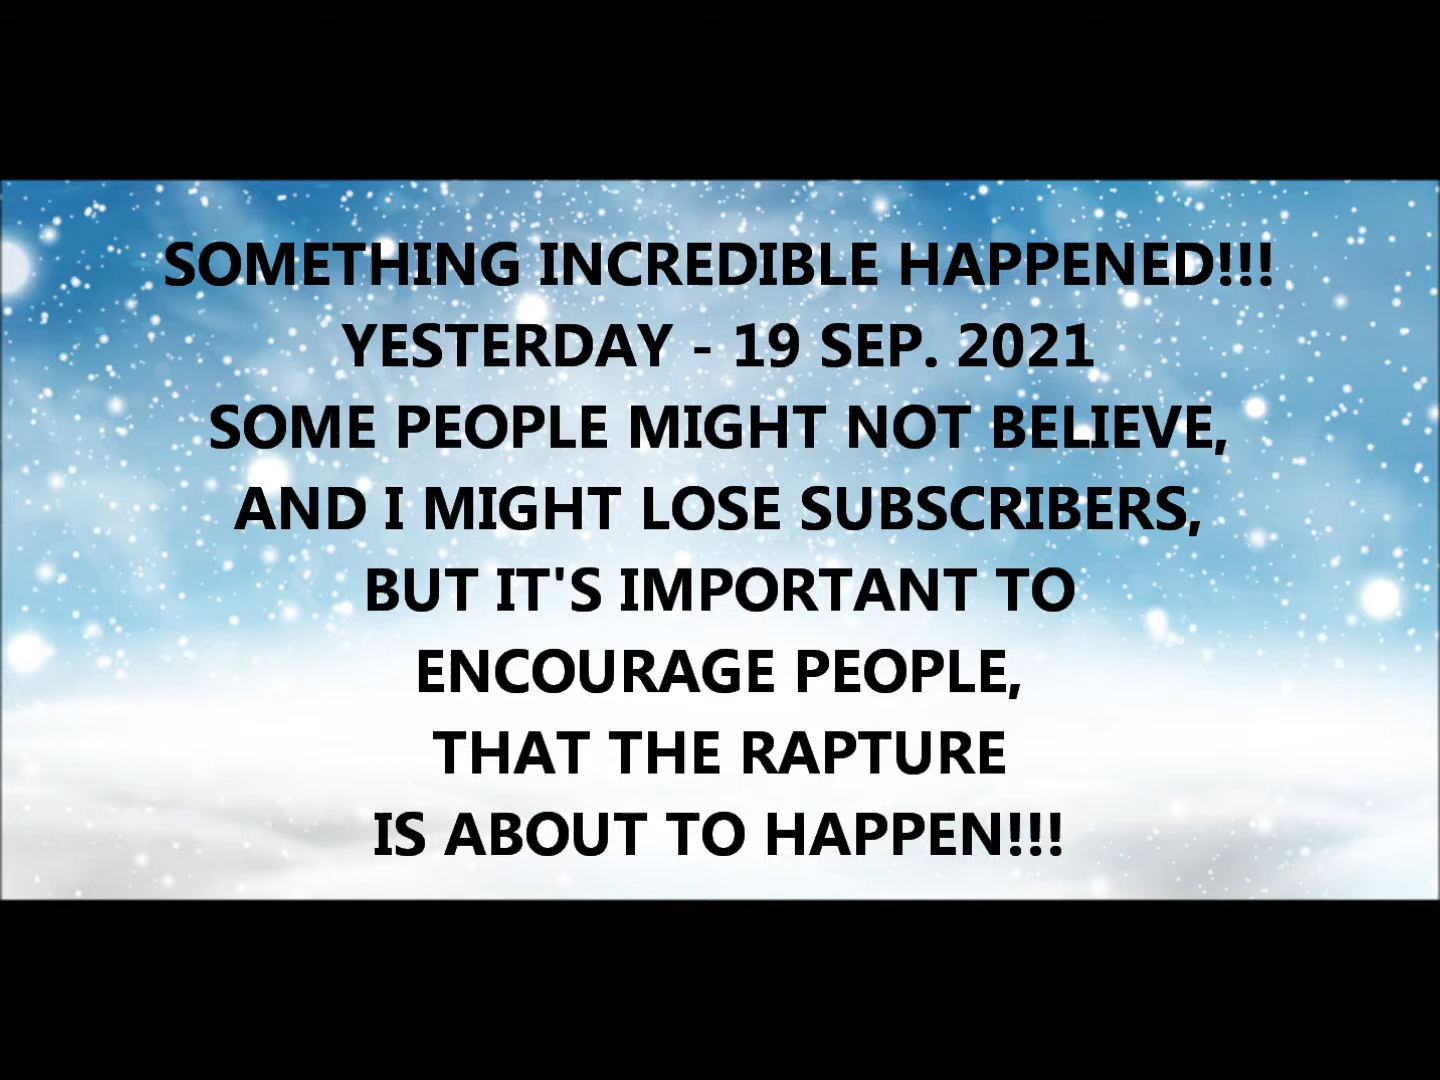 SOMETHING INCREDIBLE HAPPENED!!!
YESTERDAY - 19 SEP. 2021
SOME PEOPLE MIGHT NOT BELIEVE,
AND I MIGHT LOSE SUBSCRIBERS,
BUT IT'S IMPORTANT TO
ENCOURAGE PEOPLE,
THAT THE RAPTURE
IS ABOUT TO HAPPEN!!!